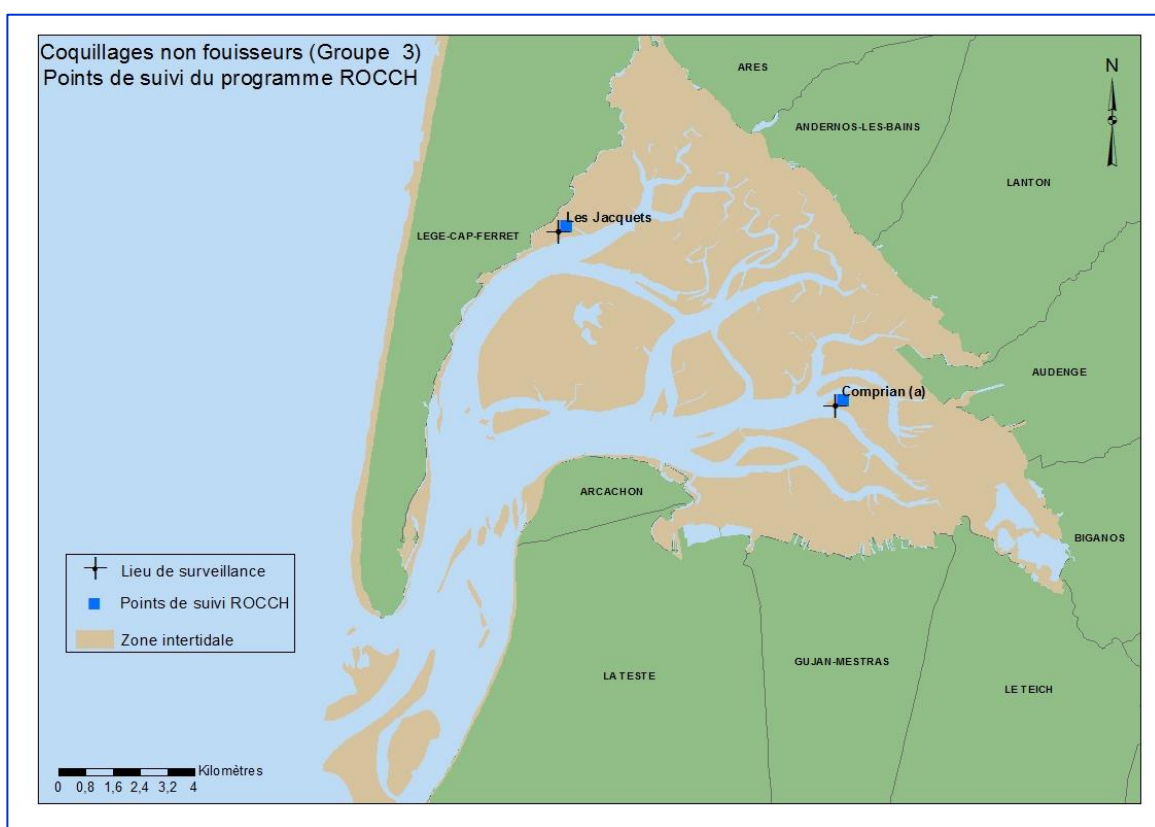 Coquillages non fouisseurs (Groupe 3)
Points de suivi du programme ROCCH
N
ARES
ANDERNOS-LES-BAINS
LANTON
Les Jacquets
LEGE-CAP-FERRET
AUDENGE
Comprian (a)
ARCACHON
BIGANOS
Lieu de surveillance
Points de suivi ROCCH
Zone intertidale
GUJAN-MESTRAS
LA TESTE
LE TEICH
Kilomètres
0 0,8 1,6 2,4 3,2 4